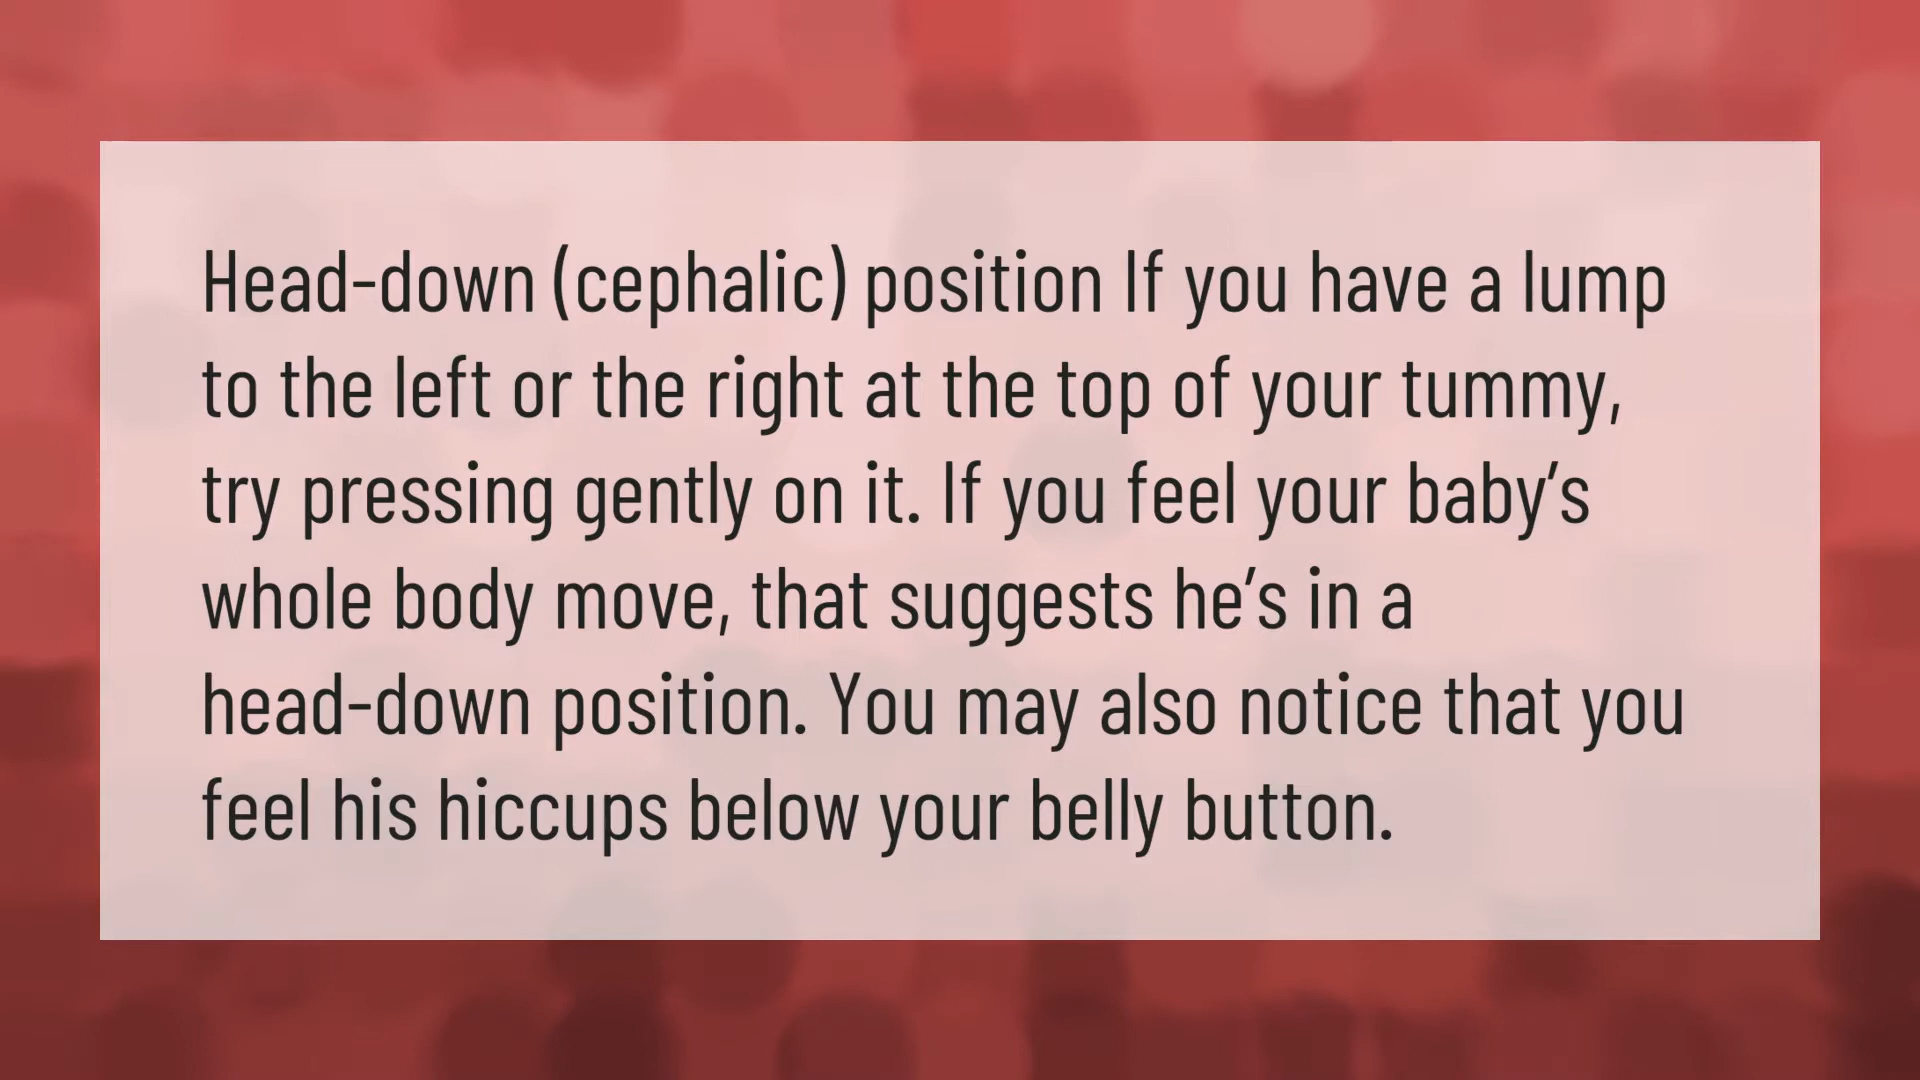 Head-down (cephalic) position If you have a lump
to the left or the right at the top of your tummy,
try pressing gently on it. If you feel your baby's
whole body move, that suggests he's in a
head-down position. You may also notice that you
feel his hiccups below your belly button.